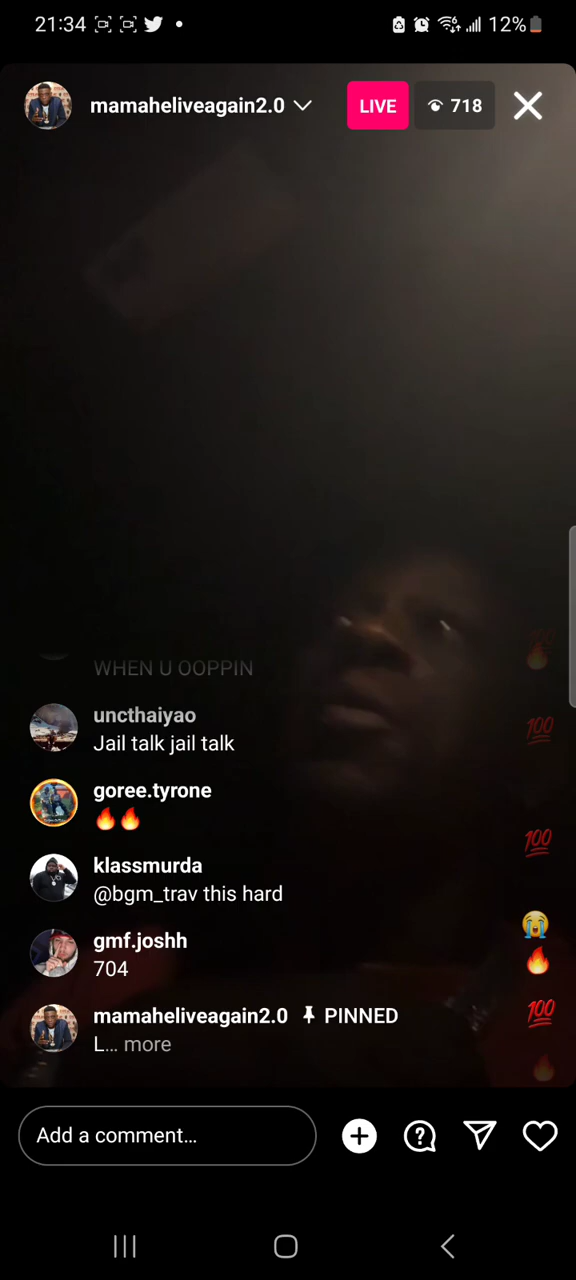 21:34
12%
mamaheliveagain2.0
LIVE
718
WHEN U OOPPIN
uncthaiyao
Jail talk jail talk
goree.tyrone
🔥🔥
klassmurda
@bgm_trav this hard
gmf.joshh
704
mamaheliveagain2.0 PINNED
L... more
Add a comment...